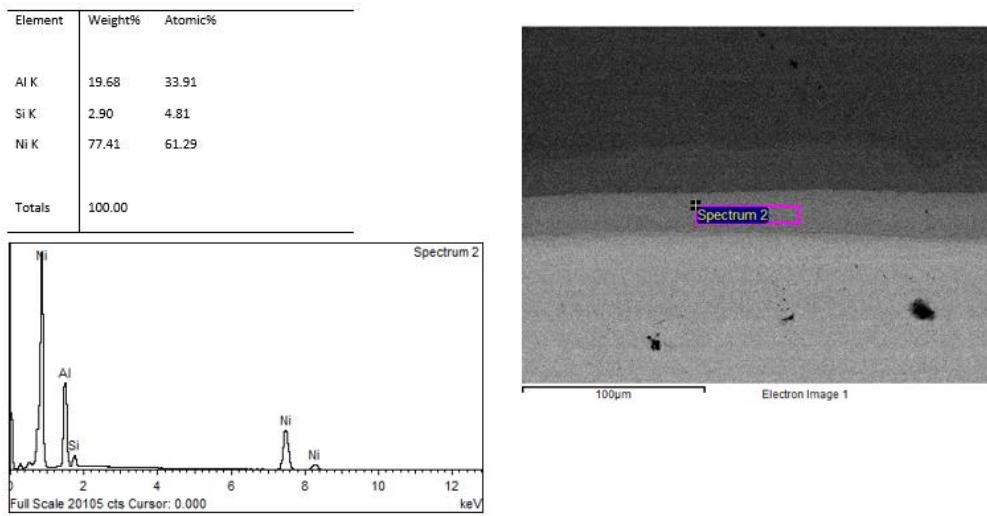 Element Weight% Atomic%
Al K 19.68 33.91
Si K 2.90 4.81
Ni K 77.41 61.29
Totals 100.00
Spectrum 2
Ni
Al
Si
Ni
Ni
0 2 4 6 8 10 12
Full Scale 20105 cts Cursor: 0.000 keV
Spectrum 2
100µm Electron Image 1